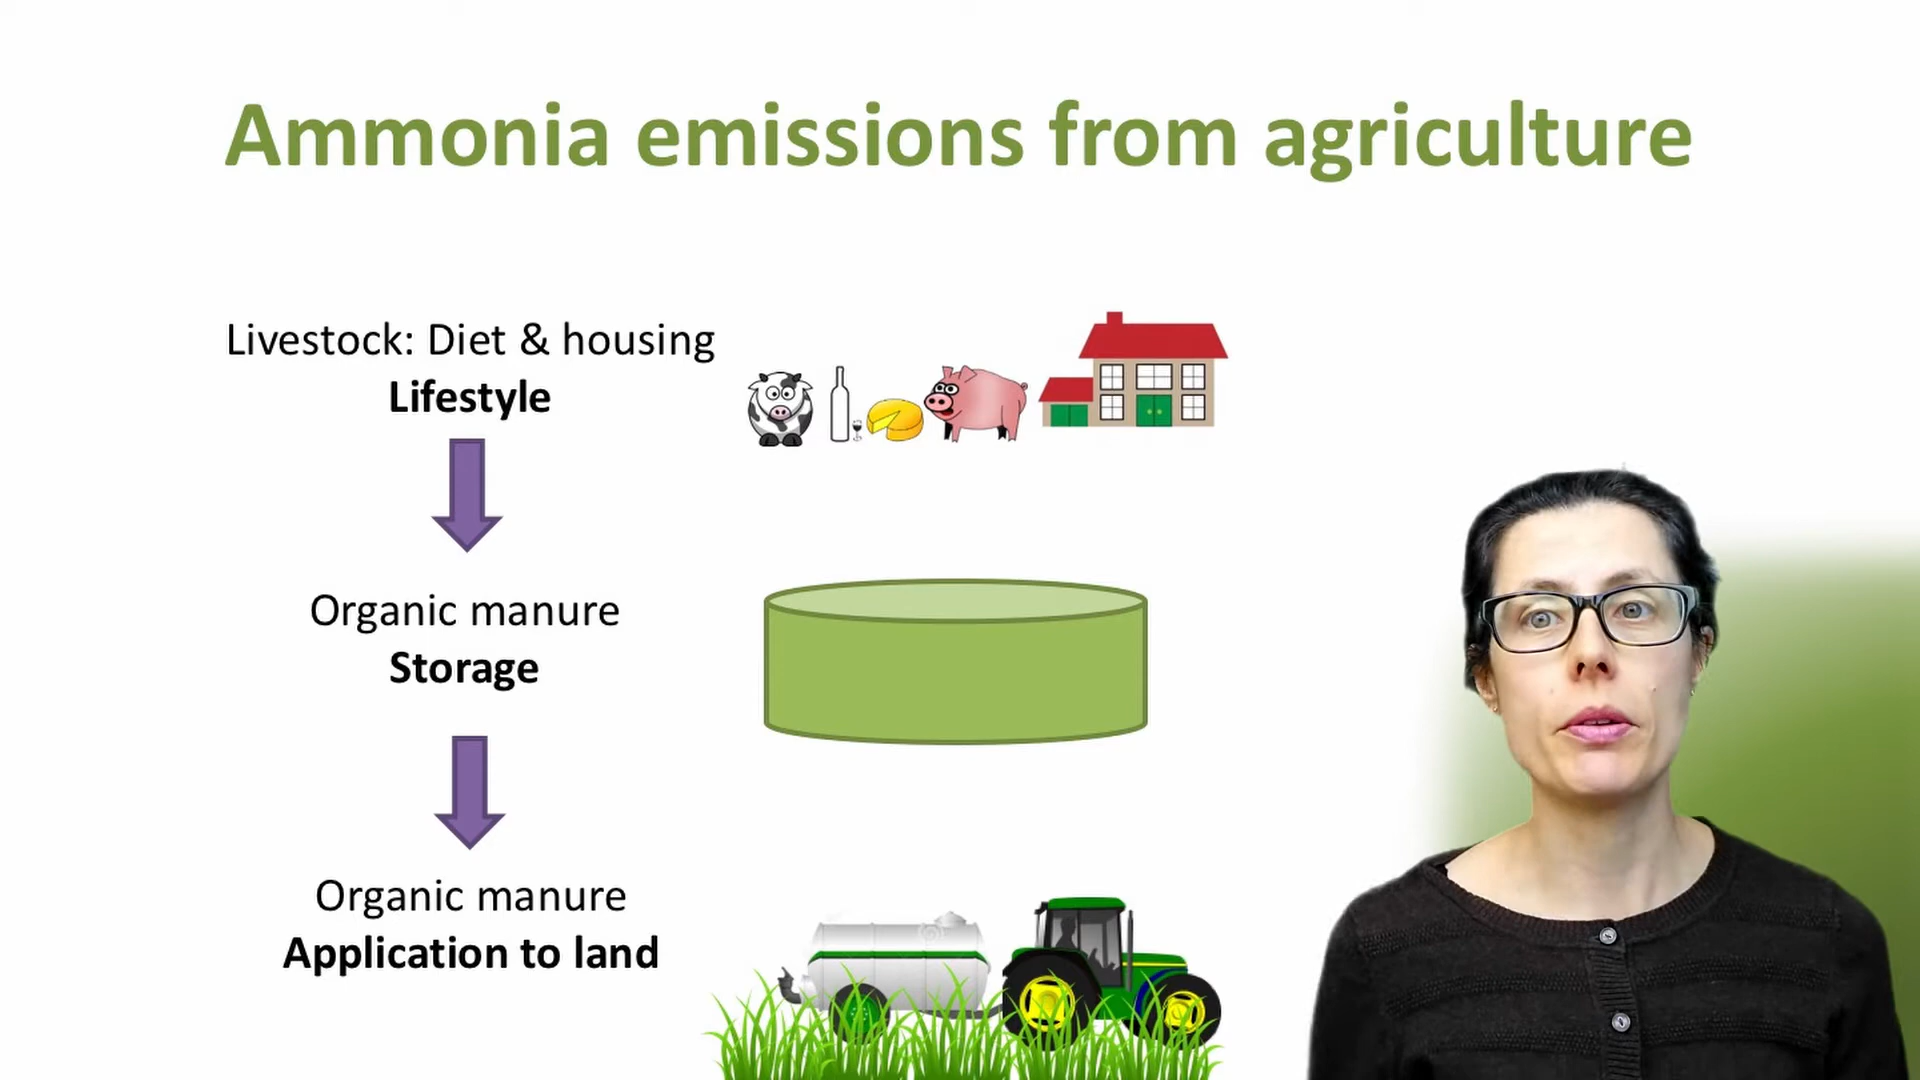 Ammonia emissions from agriculture
Livestock: Diet & housing
Lifestyle
Organic manure
Storage
Organic manure
Application to land